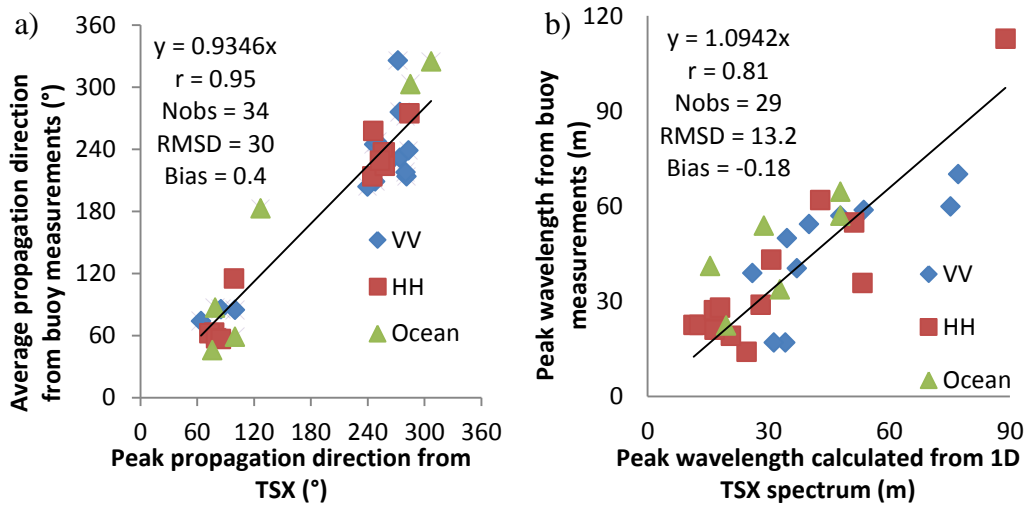 a)
360
300
240
180
120
60
0
Average propagation direction
from buoy measurements (°)
y = 0.9346x
r = 0.95
Nobs = 34
RMSD = 30
Bias = 0.4
VV
HH
Ocean
0 60 120 180 240 300 360
Peak propagation direction from
TSX (°)
b)
120
90
60
30
0
Peak wavelength from buoy
measurements (m)
y = 1.0942x
r = 0.81
Nobs = 29
RMSD = 13.2
Bias = -0.18
VV
HH
Ocean
0 30 60 90
Peak wavelength calculated from 1D
TSX spectrum (m)